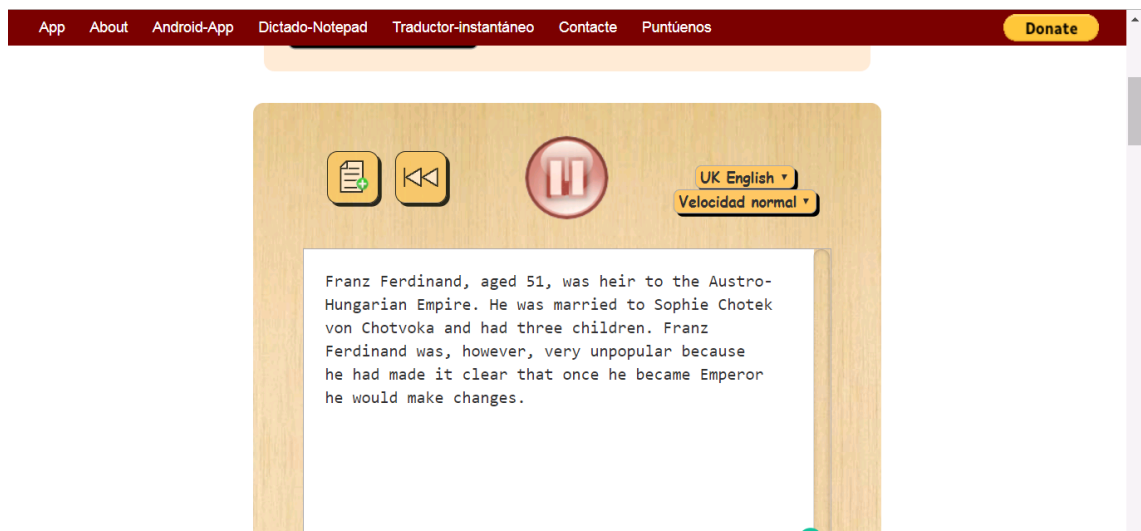 App About Android-App Dictado-Notepad Traductor-instantáneo Contacte Puntúenos Donate
UK English
Velocidad normal
Franz Ferdinand, aged 51, was heir to the Austro-
Hungarian Empire. He was married to Sophie Chotek
von Chotvoka and had three children. Franz
Ferdinand was, however, very unpopular because
he had made it clear that once he became Emperor
he would make changes.